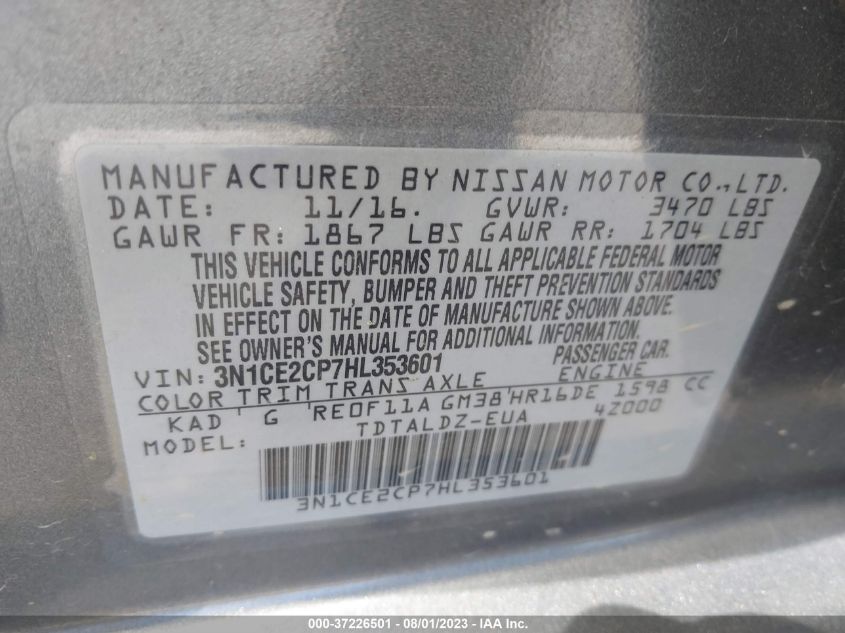 MANUFACTURED BY NISSAN MOTOR CO.,LTD.
DATE: 11/16. GVWR: 3470 LBS
GAWR FR: 1867 LBS GAWR RR: 1704 LBS
THIS VEHICLE CONFORMS TO ALL APPLICABLE FEDERAL MOTOR
VEHICLE SAFETY, BUMPER AND THEFT PREVENTION STANDARDS
IN EFFECT ON THE DATE OF MANUFACTURE SHOWN ABOVE.
SEE OWNER'S MANUAL FOR ADDITIONAL INFORMATION.
VIN: 3N1CE2CP7HL353601 PASSENGER CAR.
COLOR TRIM TRANS AXLE ENGINE
KAD G RE0F11A GM38 HR16DE 1598 CC
MODEL: TDTALDZ-EUA 4Z000
3N1CE2CP7HL353601
000-37226501 - 08/01/2023 - IAA Inc.